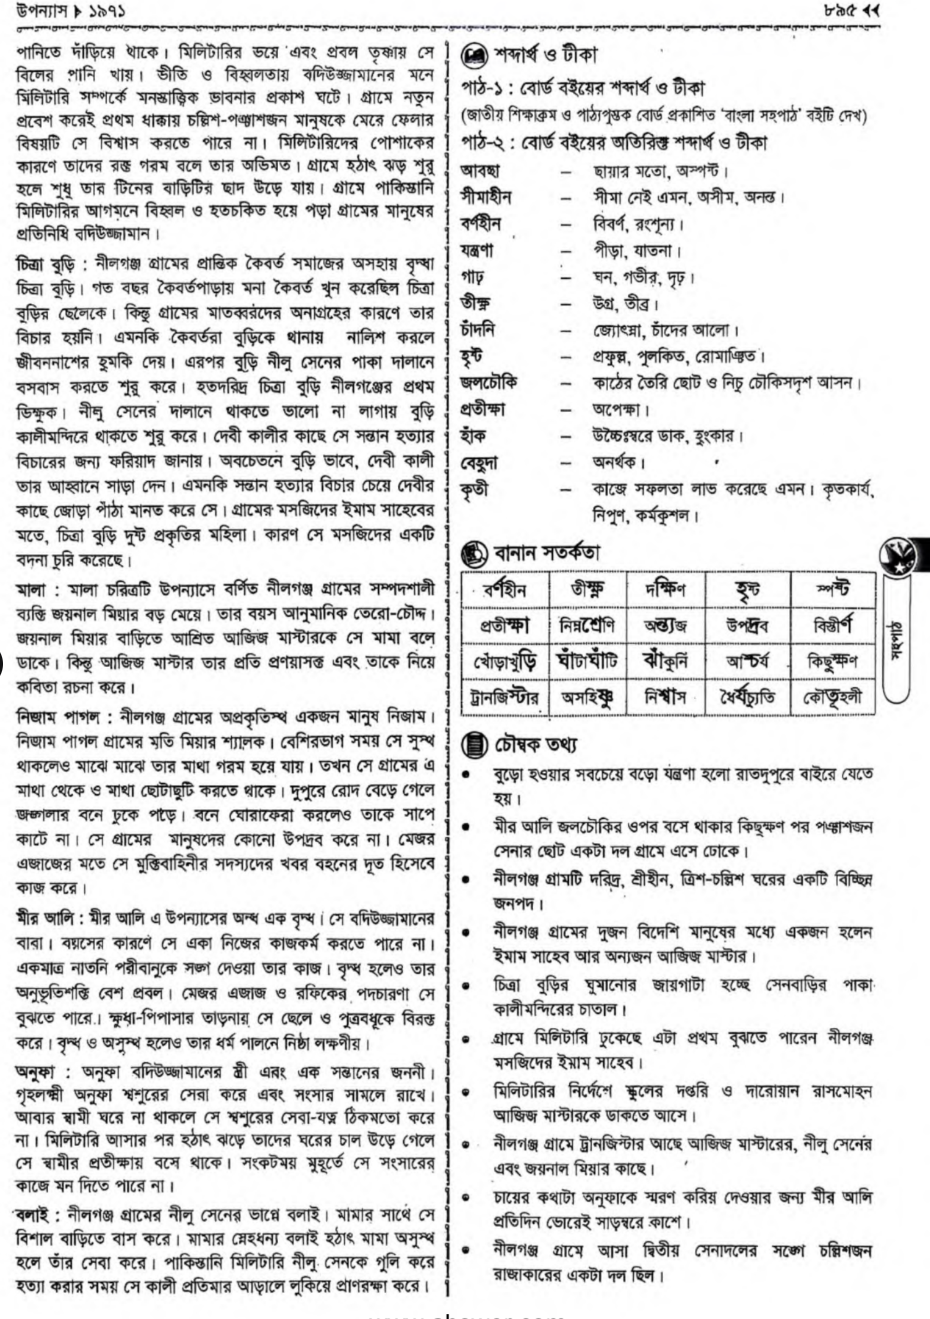 উপন্যাস ▶ ১৯৭১
৮৯৫ ◀◀
পানিতে দাঁড়িয়ে থাকে। মিলিটারির ভয়ে এবং প্রবল তৃষ্ণায় সে
বিলের পানি খায়। ভীতি ও বিহ্বলতায় বদিউজ্জামানের মনে
মিলিটারি সম্পর্কে মনস্তাত্ত্বিক ভাবনার প্রকাশ ঘটে। গ্রামে নতুন
প্রবেশ করেই প্রথম ধাক্কায় চল্লিশ-পঞ্চাশজন মানুষকে মেরে ফেলার
বিষয়টি সে বিশ্বাস করতে পারে না। মিলিটারিদের পোশাকের
কারণে তাদের রক্ত গরম বলে তার অভিমত। গ্রামে হঠাৎ ঝড় শুরু
হলে শুধু তার টিনের বাড়িটির ছাদ উড়ে যায়। গ্রামে পাকিস্তানি
মিলিটারির আগমনে বিহ্বল ও হতচকিত হয়ে পড়া গ্রামের মানুষের
প্রতিনিধি বদিউজ্জামান।
চিত্রা বুড়ি : নীলগঞ্জ গ্রামের প্রান্তিক কৈবর্ত সমাজের অসহায় বৃদ্ধা
চিত্রা বুড়ি। গত বছর কৈবর্তপাড়ায় মনা কৈবর্ত খুন করেছিল চিত্রা
বুড়ির ছেলেকে। কিন্তু গ্রামের মাতব্বরদের অনাগ্রহের কারণে তার
বিচার হয়নি। এমনকি কৈবর্তরা বুড়িকে থানায় নালিশ করলে
জীবননাশের হুমকি দেয়। এরপর বুড়ি নীলু সেনের পাকা দালানে
বসবাস করতে শুরু করে। হতদরিদ্র চিত্রা বুড়ি নীলগঞ্জের প্রথম
ভিক্ষুক। নীলু সেনের দালানে থাকতে ভালো না লাগায় বুড়ি
কালীমন্দিরে থাকতে শুরু করে। দেবী কালীর কাছে সে সন্তান হত্যার
বিচারের জন্য ফরিয়াদ জানায়। অবচেতনে বুড়ি ভাবে, দেবী কালী
তার আহ্বানে সাড়া দেন। এমনকি সন্তান হত্যার বিচার চেয়ে দেবীর
কাছে জোড়া পাঁঠা মানত করে সে। গ্রামের মসজিদের ইমাম সাহেবের
মতে, চিত্রা বুড়ি দুষ্ট প্রকৃতির মহিলা। কারণ সে মসজিদের একটি
বদনা চুরি করেছে।
মালা : মালা চরিত্রটি উপন্যাসে বর্ণিত নীলগঞ্জ গ্রামের সম্পদশালী
ব্যক্তি জয়নাল মিয়ার বড় মেয়ে। তার বয়স আনুমানিক তেরো-চৌদ্দ।
জয়নাল মিয়ার বাড়িতে আশ্রিত আজিজ মাস্টারকে সে মামা বলে
ডাকে। কিন্তু আজিজ মাস্টার তার প্রতি প্রণয়াসক্ত এবং তাকে নিয়ে
কবিতা রচনা করে।
নিজাম পাগল : নীলগঞ্জ গ্রামের অপ্রকৃতিস্থ একজন মানুষ নিজাম।
নিজাম পাগল গ্রামের মতি মিয়ার শ্যালক। বেশিরভাগ সময় সে সুস্থ
থাকলেও মাঝে মাঝে তার মাথা গরম হয়ে যায়। তখন সে গ্রামের এ
মাথা থেকে ও মাথা ছোটাছুটি করতে থাকে। দুপুরে রোদ বেড়ে গেলে
জঙ্গলার বনে ঢুকে পড়ে। বনে ঘোরাফেরা করলেও তাকে সাপে
কাটে না। সে গ্রামের মানুষদের কোনো উপদ্রব করে না। মেজর
এজাজের মতে সে মুক্তিবাহিনীর সদস্যদের খবর বহনের দূত হিসেবে
কাজ করে।
মীর আলি : মীর আলি এ উপন্যাসের অন্ধ এক বৃদ্ধ। সে বদিউজ্জামানের
বাবা। বয়সের কারণে সে একা নিজের কাজকর্ম করতে পারে না।
একমাত্র নাতনি পরীবানুকে সঙ্গ দেওয়া তার কাজ। বৃদ্ধ হলেও তার
অনুভূতিশক্তি বেশ প্রবল। মেজর এজাজ ও রফিকের পদচারণা সে
বুঝতে পারে। ক্ষুধা-পিপাসার তাড়নায় সে ছেলে ও পুত্রবধূকে বিরক্ত
করে। বৃদ্ধ ও অসুস্থ হলেও তার ধর্ম পালনে নিষ্ঠা লক্ষণীয়।
অনুফা : অনুফা বদিউজ্জামানের স্ত্রী এবং এক সন্তানের জননী।
গৃহলক্ষ্মী অনুফা শ্বশুরের সেবা করে এবং সংসার সামলে রাখে।
আবার স্বামী ঘরে না থাকলে সে শ্বশুরের সেবা-যত্ন ঠিকমতো করে
না। মিলিটারি আসার পর হঠাৎ ঝড়ে তাদের ঘরের চাল উড়ে গেলে
সে স্বামীর প্রতীক্ষায় বসে থাকে। সংকটময় মুহূর্তে সে সংসারের
কাজে মন দিতে পারে না।
বলাই : নীলগঞ্জ গ্রামের নীলু সেনের ভাগ্নে বলাই। মামার সাথে সে
বিশাল বাড়িতে বাস করে। মামার স্নেহধন্য বলাই হঠাৎ মামা অসুস্থ
হলে তাঁর সেবা করে। পাকিস্তানি মিলিটারি নীলু সেনকে গুলি করে
হত্যা করার সময় সে কালী প্রতিমার আড়ালে লুকিয়ে প্রাণরক্ষা করে।
শব্দার্থ ও টীকা
পাঠ-১ : বোর্ড বইয়ের শব্দার্থ ও টীকা
(জাতীয় শিক্ষাক্রম ও পাঠ্যপুস্তক বোর্ড প্রকাশিত 'বাংলা সহপাঠ' বইটি দেখ)
পাঠ-২ : বোর্ড বইয়ের অতিরিক্ত শব্দার্থ ও টীকা
আবছা – ছায়ার মতো, অস্পষ্ট।
সীমাহীন – সীমা নেই এমন, অসীম, অনন্ত।
বর্ণহীন – বিবর্ণ, রংশূন্য।
যন্ত্রণা – পীড়া, যাতনা।
গাঢ় – ঘন, গভীর, দৃঢ়।
তীক্ষ্ণ – উগ্র, তীব্র।
চাঁদনি – জ্যোৎস্না, চাঁদের আলো।
হৃষ্ট – প্রফুল্ল, পুলকিত, রোমাঞ্চিত।
জলচৌকি – কাঠের তৈরি ছোট ও নিচু চৌকিসদৃশ আসন।
প্রতীক্ষা – অপেক্ষা।
হাঁক – উচ্চৈঃস্বরে ডাক, হুংকার।
বেহুদা – অনর্থক।
কৃতী – কাজে সফলতা লাভ করেছে এমন। কৃতকার্য,
নিপুণ, কর্মকুশল।
বানান সতর্কতা
বর্ণহীন তীক্ষ্ণ দক্ষিণ হৃষ্ট স্পষ্ট
প্রতীক্ষা নিম্নশ্রেণি অন্ত্যজ উপদ্রব বিস্তীর্ণ
খোঁড়াখুঁড়ি ঘাঁটাঘাঁটি ঝাঁকুনি আশ্চর্য কিছুক্ষণ
ট্রানজিস্টার অসহিষ্ণু নিশ্বাস ধৈর্যচ্যুতি কৌতূহলী
সহপাঠ
চৌম্বক তথ্য
• বুড়ো হওয়ার সবচেয়ে বড়ো যন্ত্রণা হলো রাতদুপুরে বাইরে যেতে
হয়।
• মীর আলি জলচৌকির ওপর বসে থাকার কিছুক্ষণ পর পঞ্চাশজন
সেনার ছোট একটা দল গ্রামে এসে ঢোকে।
• নীলগঞ্জ গ্রামটি দরিদ্র, শ্রীহীন, ত্রিশ-চল্লিশ ঘরের একটি বিচ্ছিন্ন
জনপদ।
• নীলগঞ্জ গ্রামের দুজন বিদেশি মানুষের মধ্যে একজন হলেন
ইমাম সাহেব আর অন্যজন আজিজ মাস্টার।
• চিত্রা বুড়ির ঘুমানোর জায়গাটা হচ্ছে সেনবাড়ির পাকা
কালীমন্দিরের চাতাল।
• গ্রামে মিলিটারি ঢুকেছে এটা প্রথম বুঝতে পারেন নীলগঞ্জ
মসজিদের ইমাম সাহেব।
• মিলিটারির নির্দেশে স্কুলের দপ্তরি ও দারোয়ান রাসমোহন
আজিজ মাস্টারকে ডাকতে আসে।
• নীলগঞ্জ গ্রামে ট্রানজিস্টার আছে আজিজ মাস্টারের, নীলু সেনের
এবং জয়নাল মিয়ার কাছে।
• চায়ের কথাটা অনুফাকে স্মরণ করিয় দেওয়ার জন্য মীর আলি
প্রতিদিন ভোরেই সাড়ম্বরে কাশে।
• নীলগঞ্জ গ্রামে আসা দ্বিতীয় সেনাদলের সঙ্গে চল্লিশজন
রাজাকারের একটা দল ছিল।